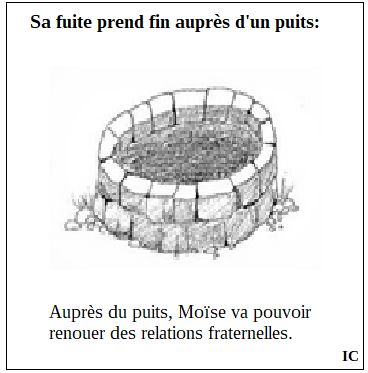 Sa fuite prend fin auprès d'un puits:
Auprès du puits, Moïse va pouvoir
renouer des relations fraternelles.
IC